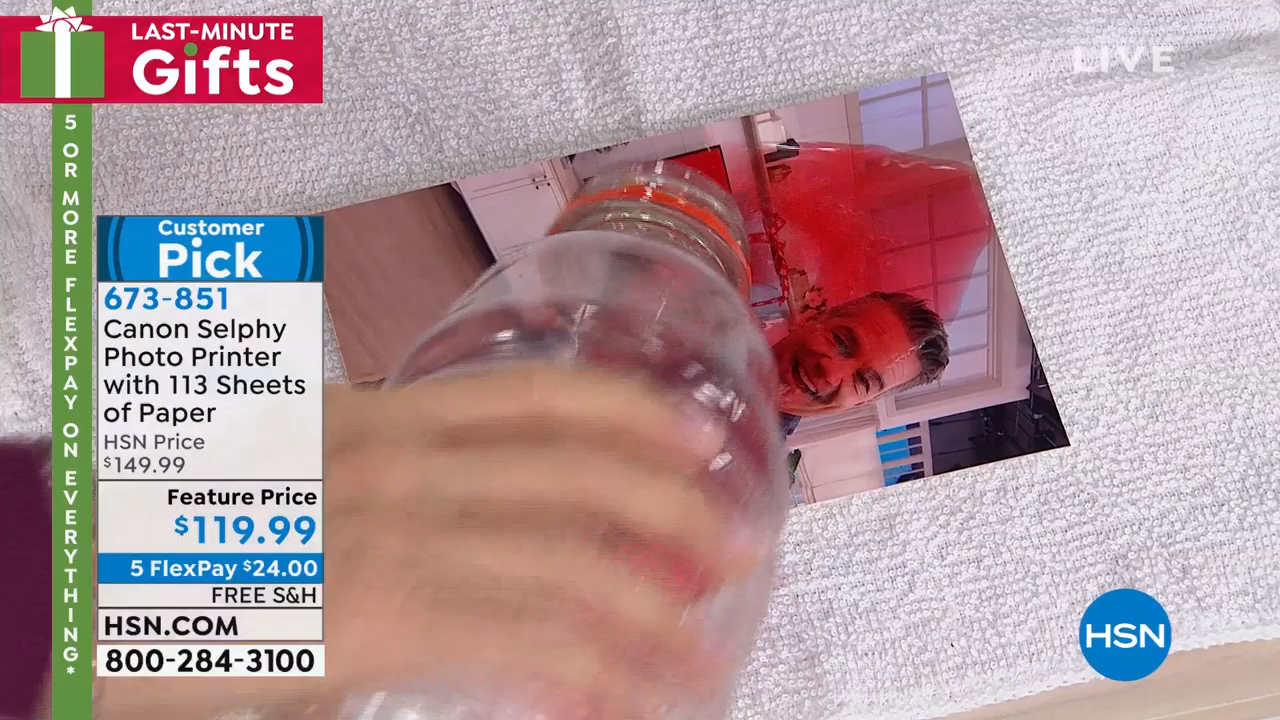 LAST-MINUTE
Gifts
LIVE
5 OR MORE FLEXPAY ON EVERYTHING*
Customer
Pick
673-851
Canon Selphy
Photo Printer
with 113 Sheets
of Paper
HSN Price
$149.99
Feature Price
$119.99
5 FlexPay $24.00
FREE S&H
HSN.COM
800-284-3100
HSN